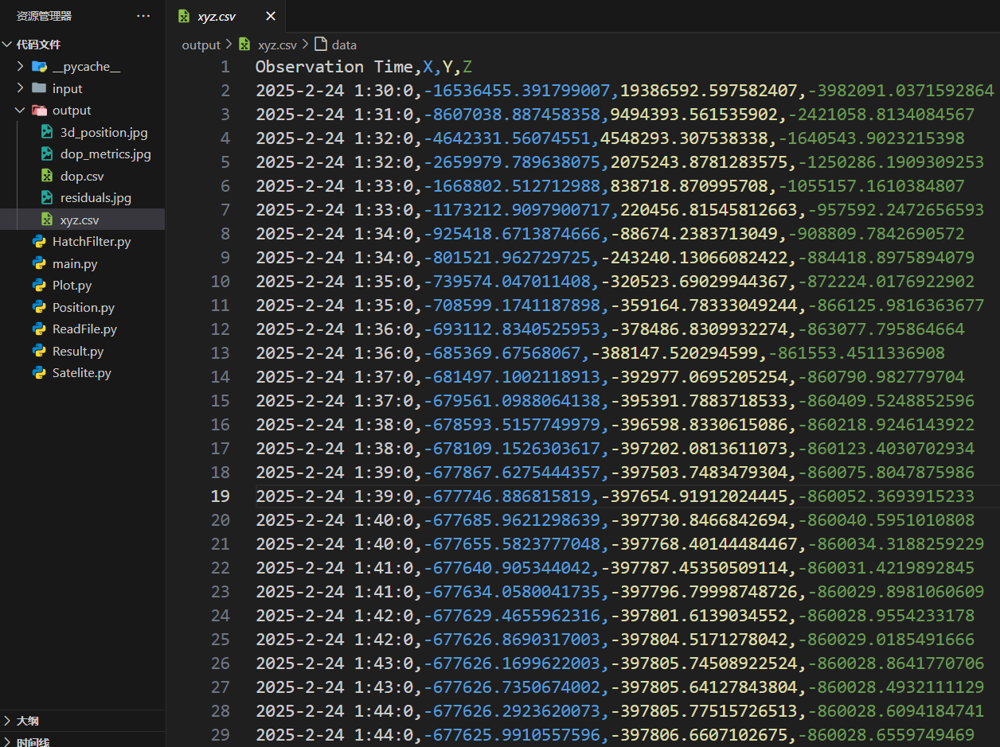 资源管理器
···
xyz.csv
代码文件
output > xyz.csv > data
__pycache__
input
output
3d_position.jpg
dop_metrics.jpg
dop.csv
residuals.jpg
xyz.csv
HatchFilter.py
main.py
Plot.py
Position.py
ReadFile.py
Result.py
Satelite.py
大纲
时间线
1 Observation Time,X,Y,Z
2 2025-2-24 1:30:0,-16536455.391799007,19386592.597582407,-3982091.0371592864
3 2025-2-24 1:31:0,-8607038.887458358,9494393.561535902,-2421058.8134084567
4 2025-2-24 1:32:0,-4642331.56074551,4548293.307538338,-1640543.9023215398
5 2025-2-24 1:32:0,-2659979.789638075,2075243.8781283575,-1250286.1909309253
6 2025-2-24 1:33:0,-1668802.512712988,838718.870995708,-1055157.1610384807
7 2025-2-24 1:33:0,-1173212.9097900717,220456.81545812663,-957592.2472656593
8 2025-2-24 1:34:0,-925418.6713874666,-88674.2383713049,-908809.7842690572
9 2025-2-24 1:34:0,-801521.962729725,-243240.13066082422,-884418.8975894079
10 2025-2-24 1:35:0,-739574.047011408,-320523.69029944367,-872224.0176922902
11 2025-2-24 1:35:0,-708599.1741187898,-359164.78333049244,-866125.9816363677
12 2025-2-24 1:36:0,-693112.8340525953,-378486.8309932274,-863077.795864664
13 2025-2-24 1:36:0,-685369.67568067,-388147.520294599,-861553.4511336908
14 2025-2-24 1:37:0,-681497.1002118913,-392977.0695205254,-860790.982779704
15 2025-2-24 1:37:0,-679561.0988064138,-395391.7883718533,-860409.5248852596
16 2025-2-24 1:38:0,-678593.5157749979,-396598.8330615086,-860218.9246143922
17 2025-2-24 1:38:0,-678109.1526303617,-397202.0813611073,-860123.4030702934
18 2025-2-24 1:39:0,-677867.6275444357,-397503.7483479304,-860075.8047875986
19 2025-2-24 1:39:0,-677746.886815819,-397654.91912024445,-860052.3693915233
20 2025-2-24 1:40:0,-677685.9621298639,-397730.8466842694,-860040.5951010808
21 2025-2-24 1:40:0,-677655.5823777048,-397768.40144484467,-860034.3188259229
22 2025-2-24 1:41:0,-677640.905344042,-397787.45350509114,-860031.4219892845
23 2025-2-24 1:41:0,-677634.0580041735,-397796.79998748726,-860029.8981060609
24 2025-2-24 1:42:0,-677629.4655962316,-397801.6139034552,-860028.9554233178
25 2025-2-24 1:42:0,-677626.8690317003,-397804.5171278042,-860029.0185491666
26 2025-2-24 1:43:0,-677626.1699622003,-397805.74508922524,-860028.8641770706
27 2025-2-24 1:43:0,-677626.7350674002,-397805.64127843804,-860028.4932111129
28 2025-2-24 1:44:0,-677626.2923620073,-397805.77515726513,-860028.6094184741
29 2025-2-24 1:44:0,-677625.9910557596,-397806.6607102675,-860028.6559749469